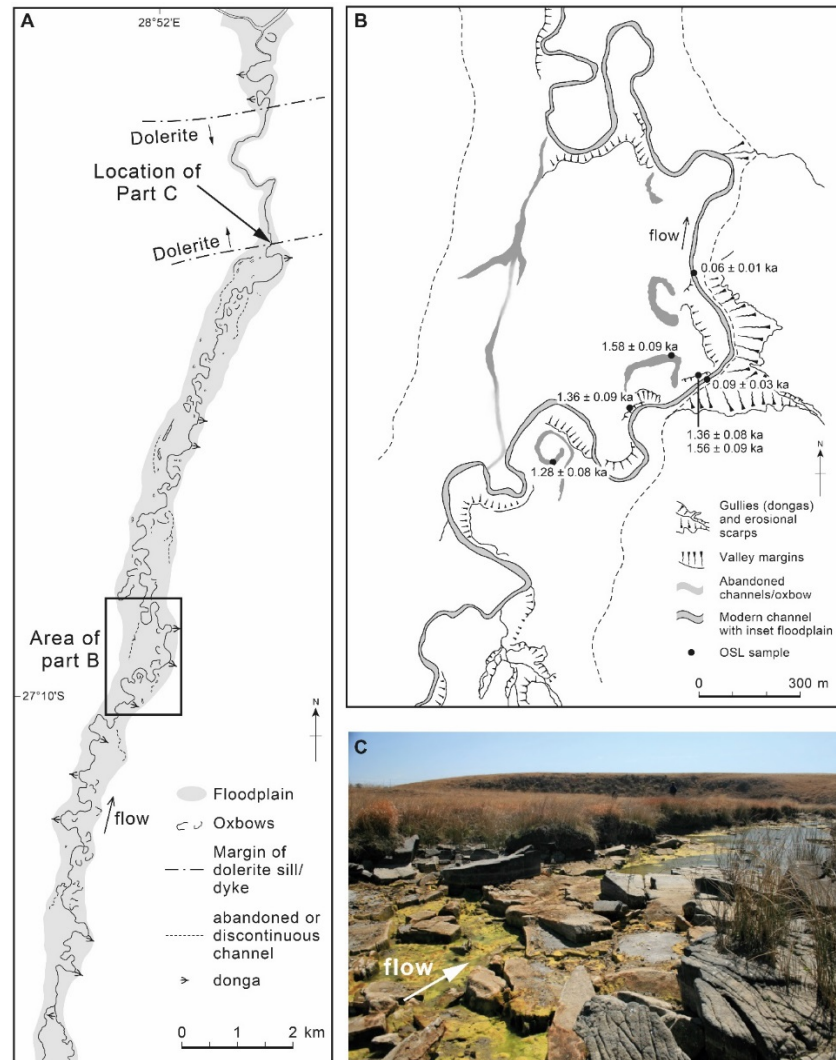 A
28°52'E
Dolerite
Location of
Part C
Dolerite
Area of
part B
27°10'S
N
flow
Floodplain
Oxbows
Margin of
dolerite sill/
dyke
abandoned or
discontinuous
channel
donga
0 2 km
B
flow
0.06 ± 0.01 ka
1.58 ± 0.09 ka
1.36 ± 0.09 ka
0.09 ± 0.03 ka
1.36 ± 0.08 ka
1.56 ± 0.09 ka
1.28 ± 0.08 ka
N
Gullies (dongas)
and erosional
scarps
Valley margins
Abandoned
channels/oxbow
Modern channel
with inset floodplain
OSL sample
0 300 m
C
flow